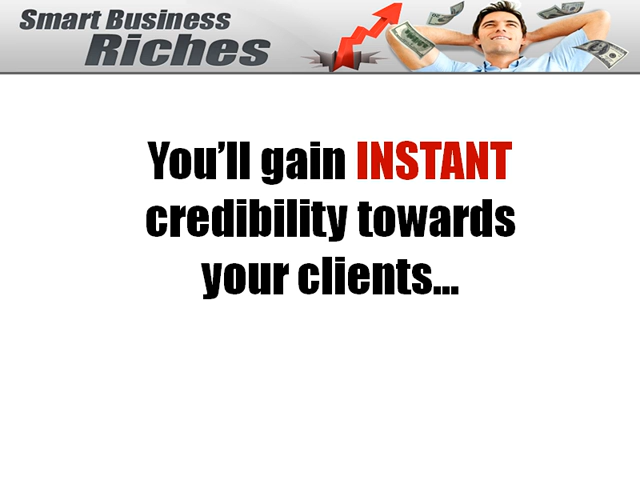 Smart Business
Riches
You'll gain INSTANT
credibility towards
your clients...